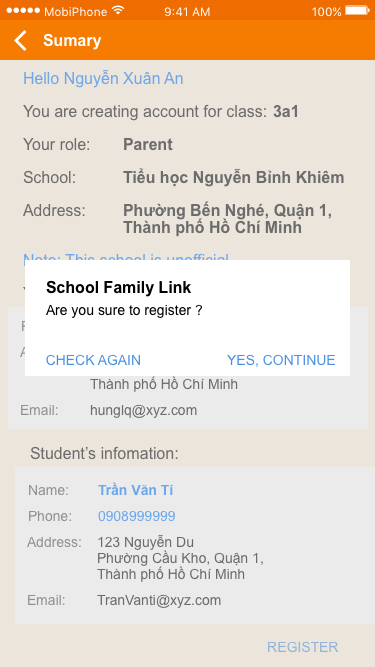 MobiPhone 9:41 AM 100%
Sumary
Hello Nguyễn Xuân An
You are creating account for class: 3a1
Your role: Parent
School: Tiểu học Nguyễn Bỉnh Khiêm
Address: Phường Bến Nghé, Quận 1,
Thành phố Hồ Chí Minh
Note: This school is unofficial
School Family Link
Are you sure to register ?
CHECK AGAIN YES, CONTINUE
Thành phố Hồ Chí Minh
Email: hunglq@xyz.com
Student’s infomation:
Name: Trần Văn Tí
Phone: 0908999999
Address: 123 Nguyễn Du
Phường Cầu Kho, Quận 1,
Thành phố Hồ Chí Minh
Email: TranVanti@xyz.com
REGISTER